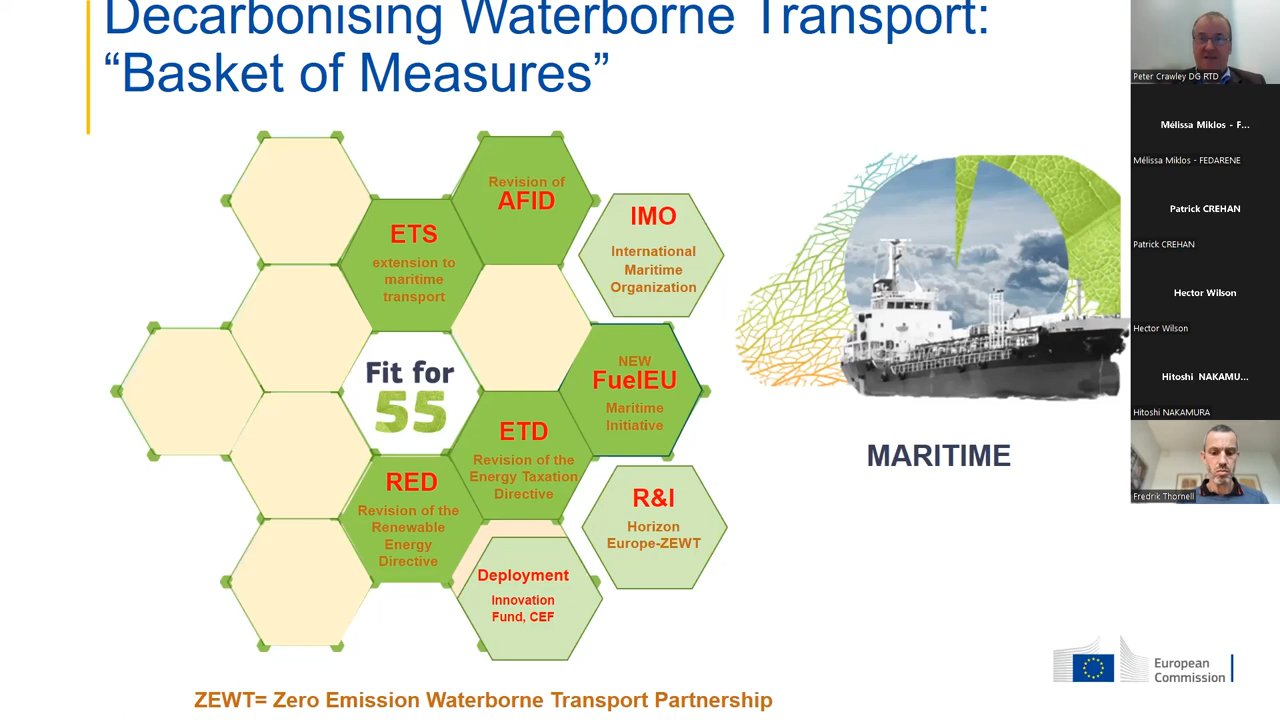 Decarbonising Waterborne Transport:
“Basket of Measures”
Revision of
AFID
ETS
extension to
maritime
transport
IMO
International
Maritime
Organization
Fit for
55
NEW
FuelEU
Maritime
Initiative
ETD
Revision of the
Energy Taxation
Directive
RED
Revision of the
Renewable
Energy
Directive
R&I
Horizon
Europe-ZEWT
Deployment
Innovation
Fund, CEF
MARITIME
ZEWT= Zero Emission Waterborne Transport Partnership
European
Commission
Peter Crawley DG RTD
Mélissa Miklos - F...
Mélissa Miklos - FEDARENE
Patrick CREHAN
Patrick CREHAN
Hector Wilson
Hector Wilson
Hitoshi NAKAMU...
Hitoshi NAKAMURA
Fredrik Thornell